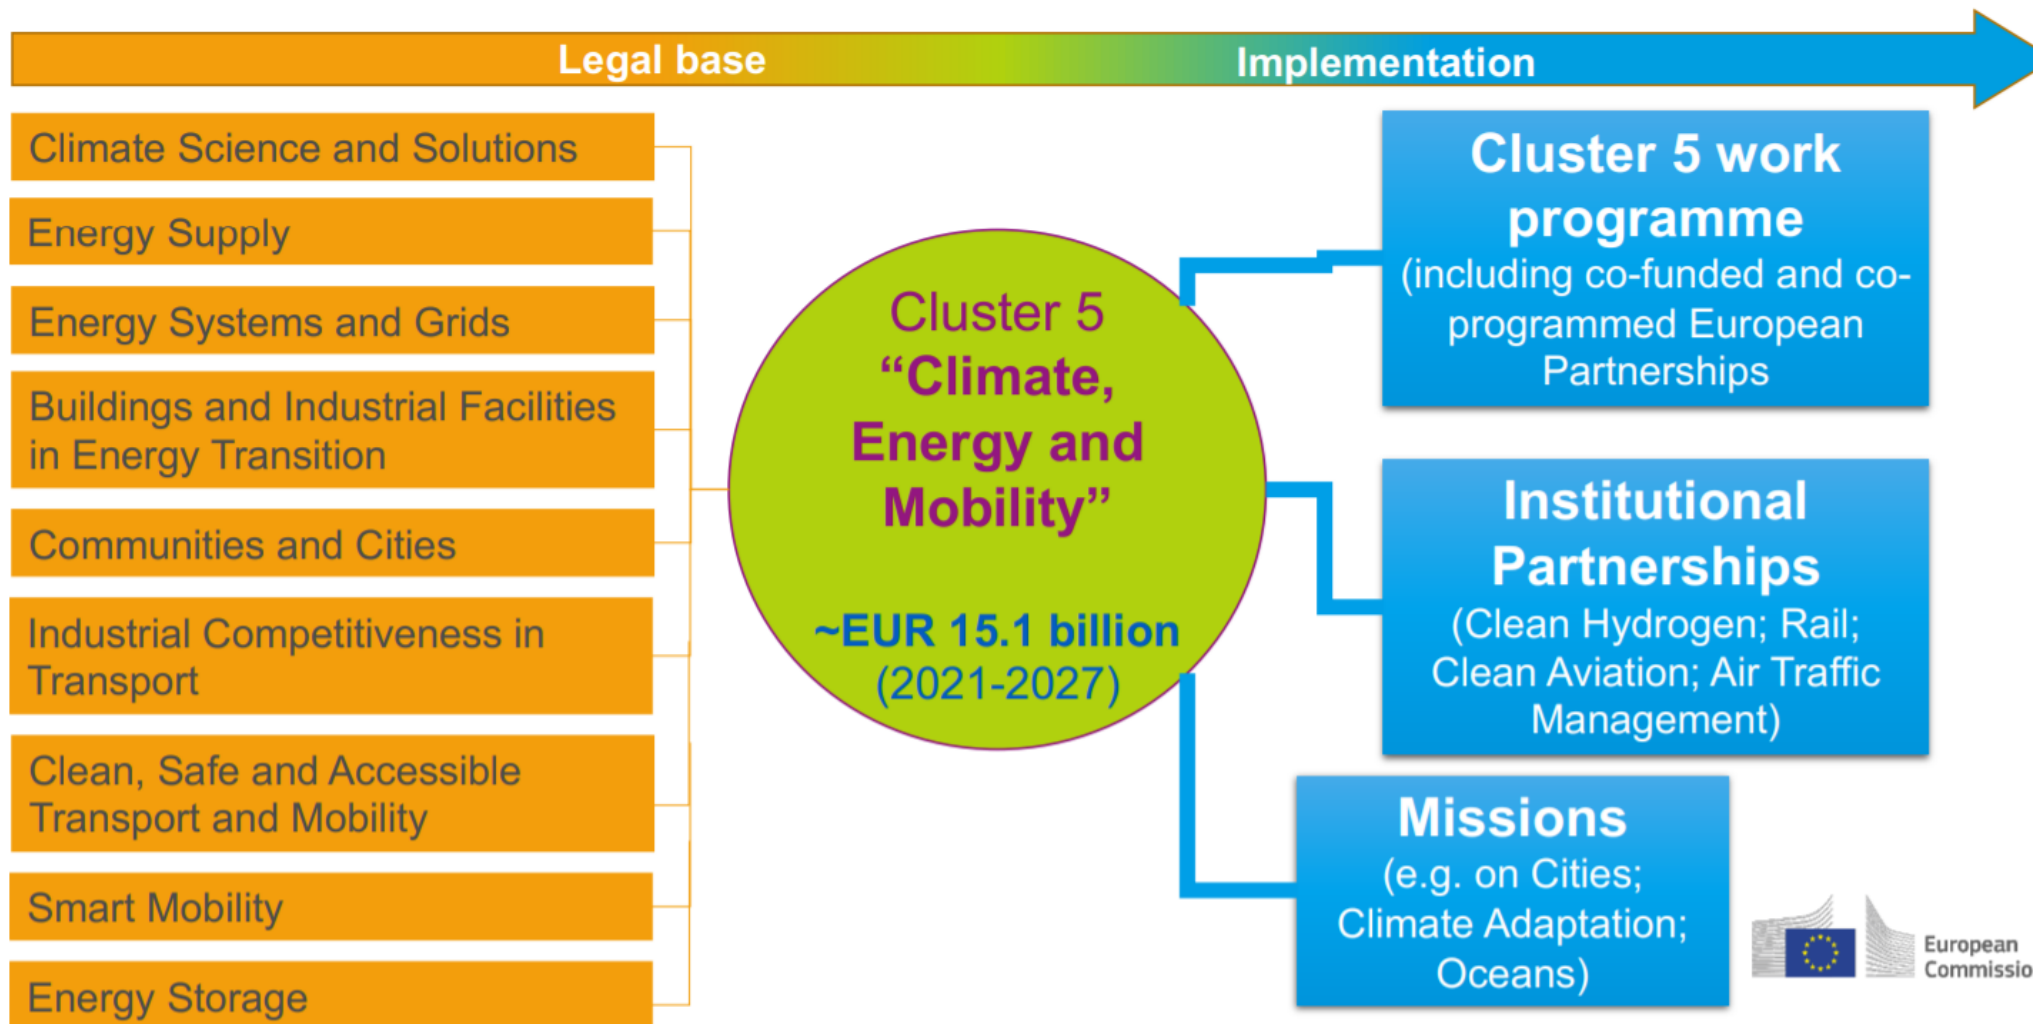 Legal base
Implementation
Climate Science and Solutions
Energy Supply
Energy Systems and Grids
Buildings and Industrial Facilities
in Energy Transition
Communities and Cities
Industrial Competitiveness in
Transport
Clean, Safe and Accessible
Transport and Mobility
Smart Mobility
Energy Storage
Cluster 5
“Climate,
Energy and
Mobility”
~EUR 15.1 billion
(2021-2027)
Cluster 5 work
programme
(including co-funded and co-
programmed European
Partnerships
Institutional
Partnerships
(Clean Hydrogen; Rail;
Clean Aviation; Air Traffic
Management)
Missions
(e.g. on Cities;
Climate Adaptation;
Oceans)
European
Commissio